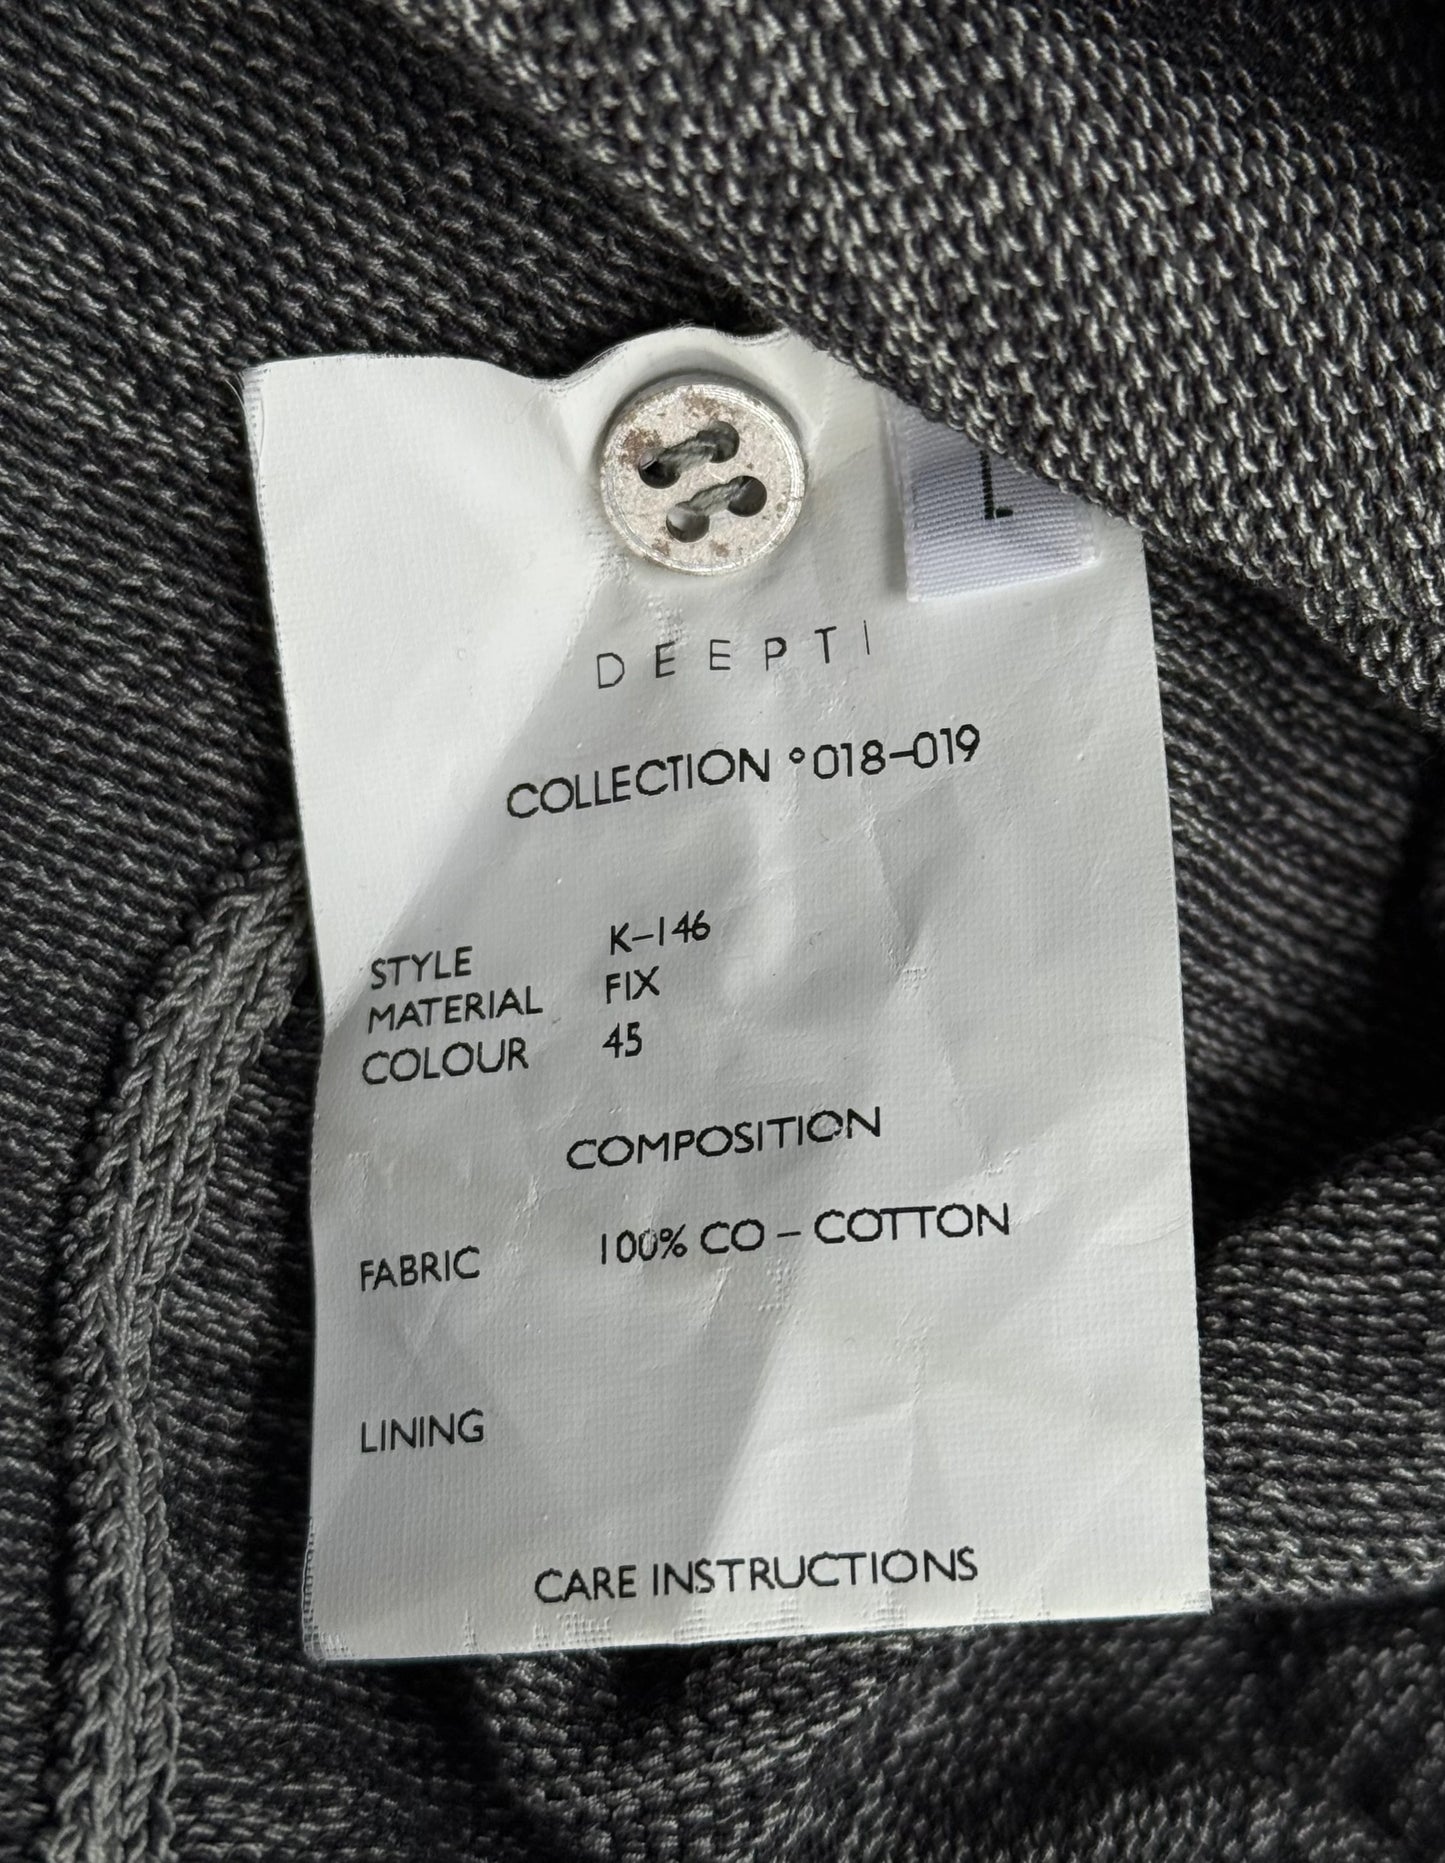 L
DEEPTI
COLLECTION °018-019
STYLE K-146
MATERIAL FIX
COLOUR 45
COMPOSITION
FABRIC 100% CO - COTTON
LINING
CARE INSTRUCTIONS